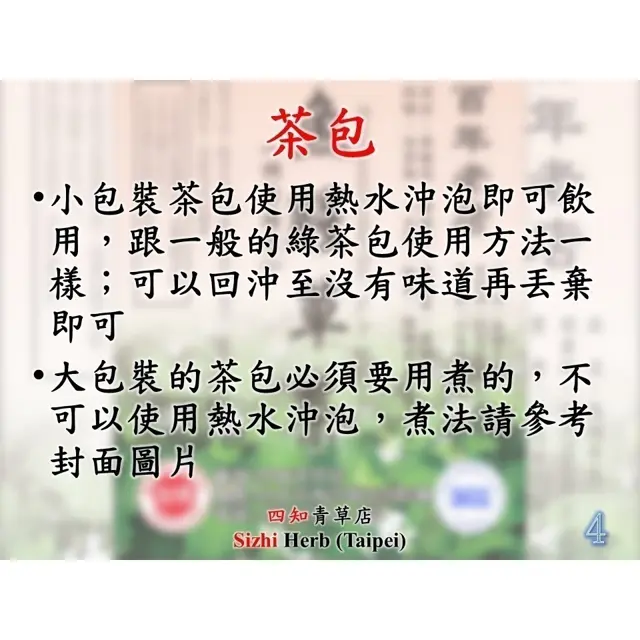 茶包
•小包裝茶包使用熱水沖泡即可飲
用，跟一般的綠茶包使用方法一
樣；可以回沖至沒有味道再丟棄
即可
•大包裝的茶包必須要用煮的，不
可以使用熱水沖泡，煮法請參考
封面圖片
四知青草店
Sizhi Herb (Taipei)
4